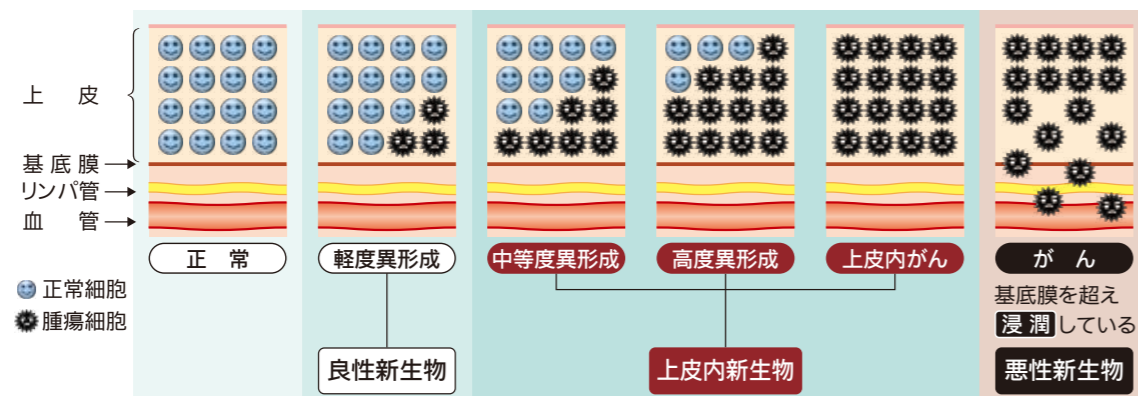 上皮
基底膜
リンパ管
血管
正常
軽度異形成
中等度異形成
高度異形成
上皮内がん
がん
正常細胞
腫瘍細胞
基底膜を超え
浸潤している
良性新生物
上皮内新生物
悪性新生物